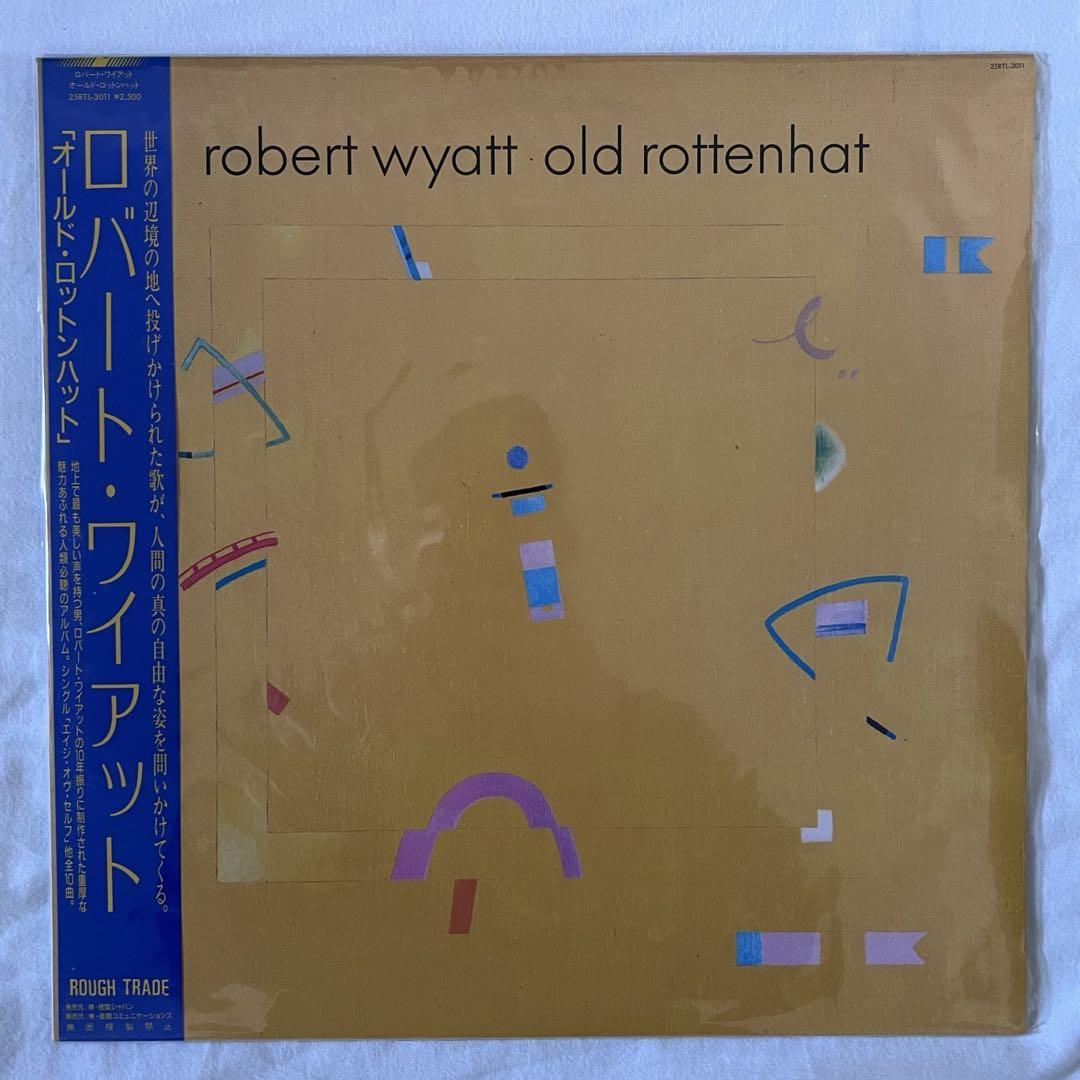 ロバート・ワイアット
オールド・ロットンハット
25RTL-3011 ¥2,500
世界の辺境の地へ投げかけられた歌が、人間の真の自由な姿を問いかけてくる。
ロバート・ワイアット
「オールド・ロットンハット」
地上で最も美しい声を持つ男、ロバート・ワイアットの10年振りに制作された重厚な
魅力あふれる人類必聴のアルバム。シングル「エイジ・オヴ・セルフ」他全10曲。
ROUGH TRADE
発売元 株・徳間ジャパン
販売元 株・徳間コミュニケーションズ
無断複製禁止
25RTL-3011
robert wyatt old rottenhat